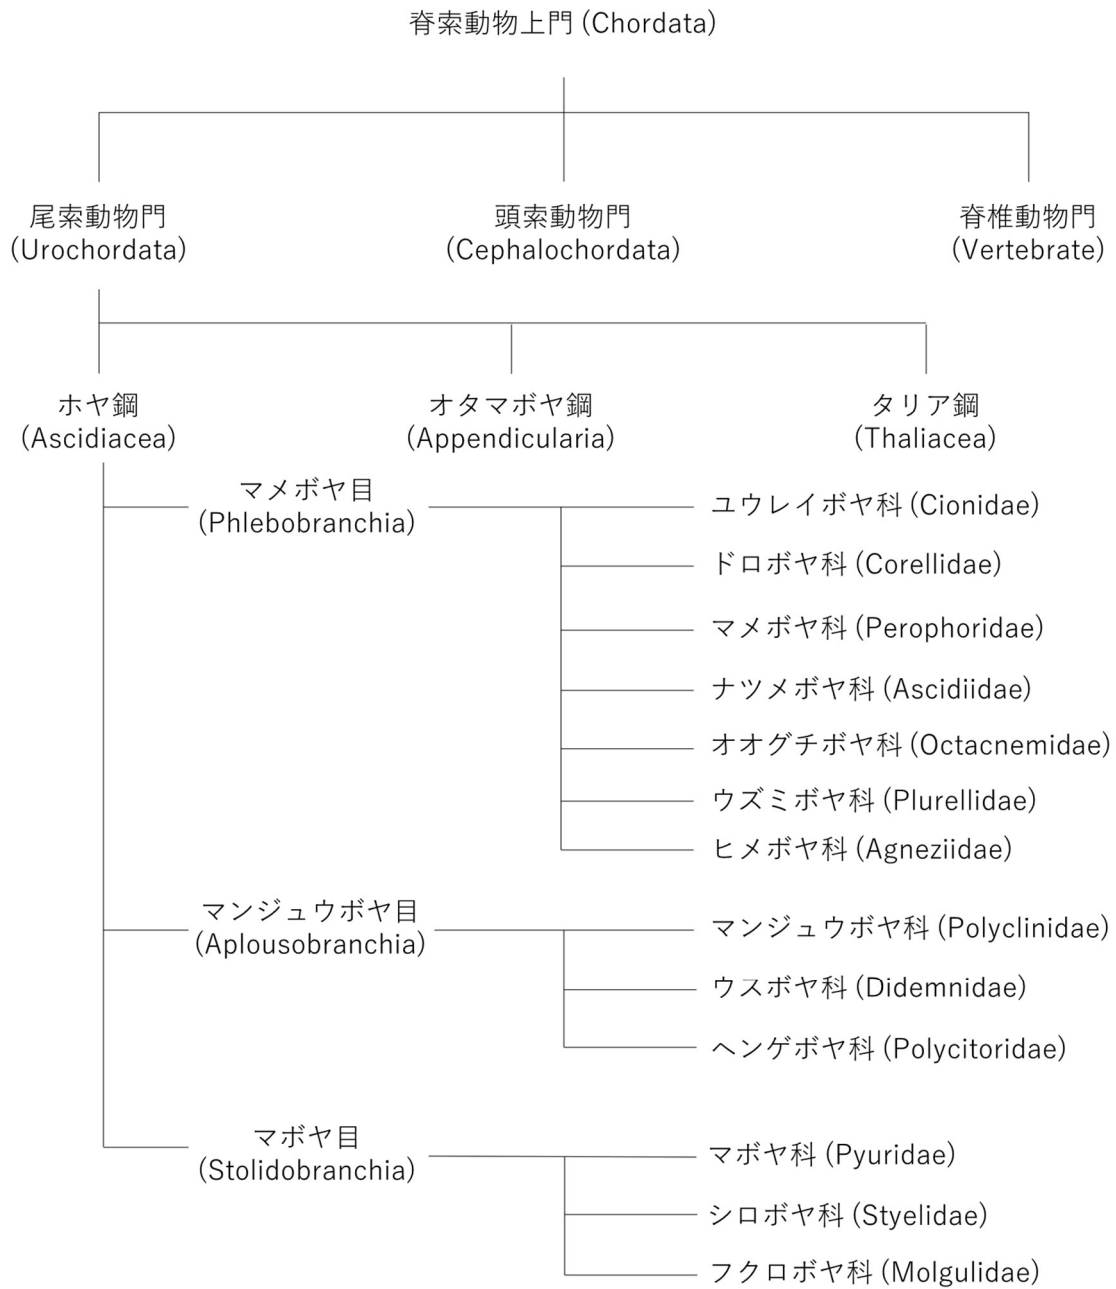 脊索動物上門 (Chordata)
尾索動物門
(Urochordata)
頭索動物門
(Cephalochordata)
脊椎動物門
(Vertebrate)
ホヤ鋼
(Ascidiacea)
オタマボヤ鋼
(Appendicularia)
タリア鋼
(Thaliacea)
マメボヤ目
(Phlebobranchia)
ユウレイボヤ科 (Cionidae)
ドロボヤ科 (Corellidae)
マメボヤ科 (Perophoridae)
ナツメボヤ科 (Ascidiidae)
オオグチボヤ科 (Octacnemidae)
ウズミボヤ科 (Plurellidae)
ヒメボヤ科 (Agneziidae)
マンジュウボヤ目
(Aplousobranchia)
マンジュウボヤ科 (Polyclinidae)
ウスボヤ科 (Didemnidae)
ヘンゲボヤ科 (Polycitoridae)
マボヤ目
(Stolidobranchia)
マボヤ科 (Pyuridae)
シロボヤ科 (Styelidae)
フクロボヤ科 (Molgulidae)